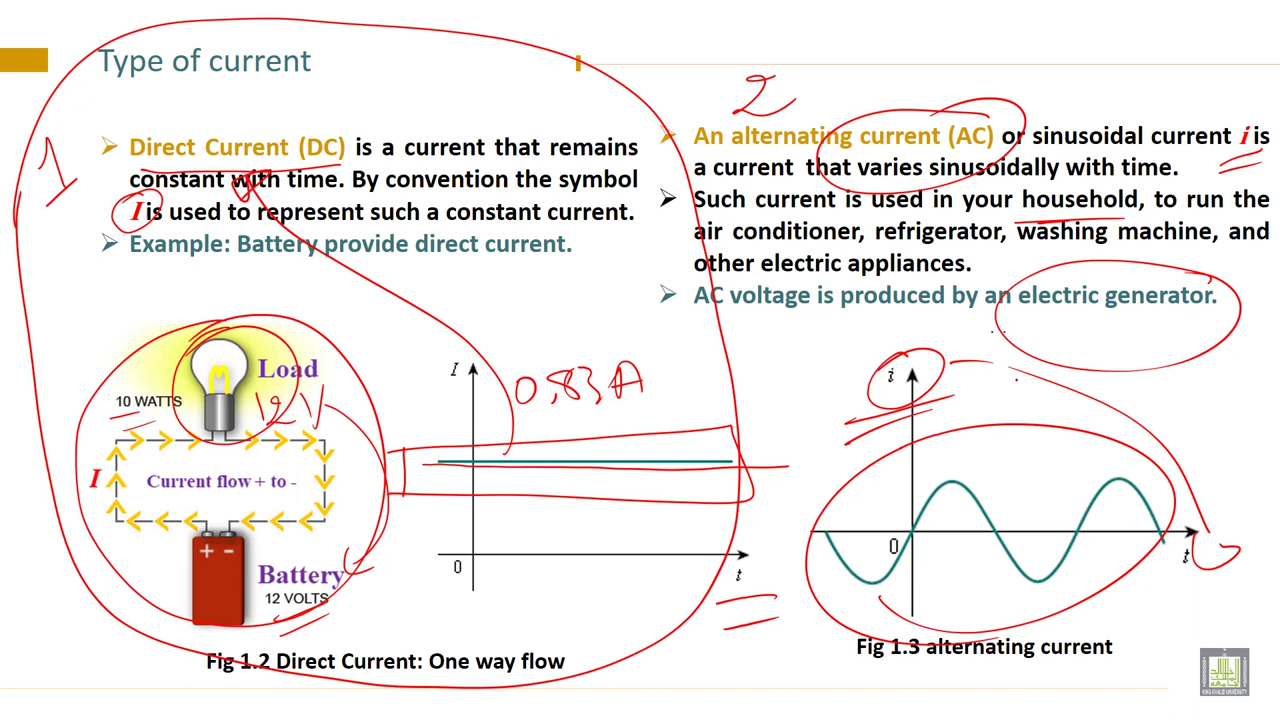 Type of current
1
Direct Current (DC) is a current that remains
constant with time. By convention the symbol
I is used to represent such a constant current.
Example: Battery provide direct current.
Load
10 WATTS
12 V
I
Current flow + to -
+ -
Battery
12 VOLTS
I
0,83 A
0
t
Fig 1.2 Direct Current: One way flow
2
An alternating current (AC) or sinusoidal current i is
a current that varies sinusoidally with time.
Such current is used in your household, to run the
air conditioner, refrigerator, washing machine, and
other electric appliances.
AC voltage is produced by an electric generator.
i
0
t
Fig 1.3 alternating current
KING KHALID UNIVERSITY